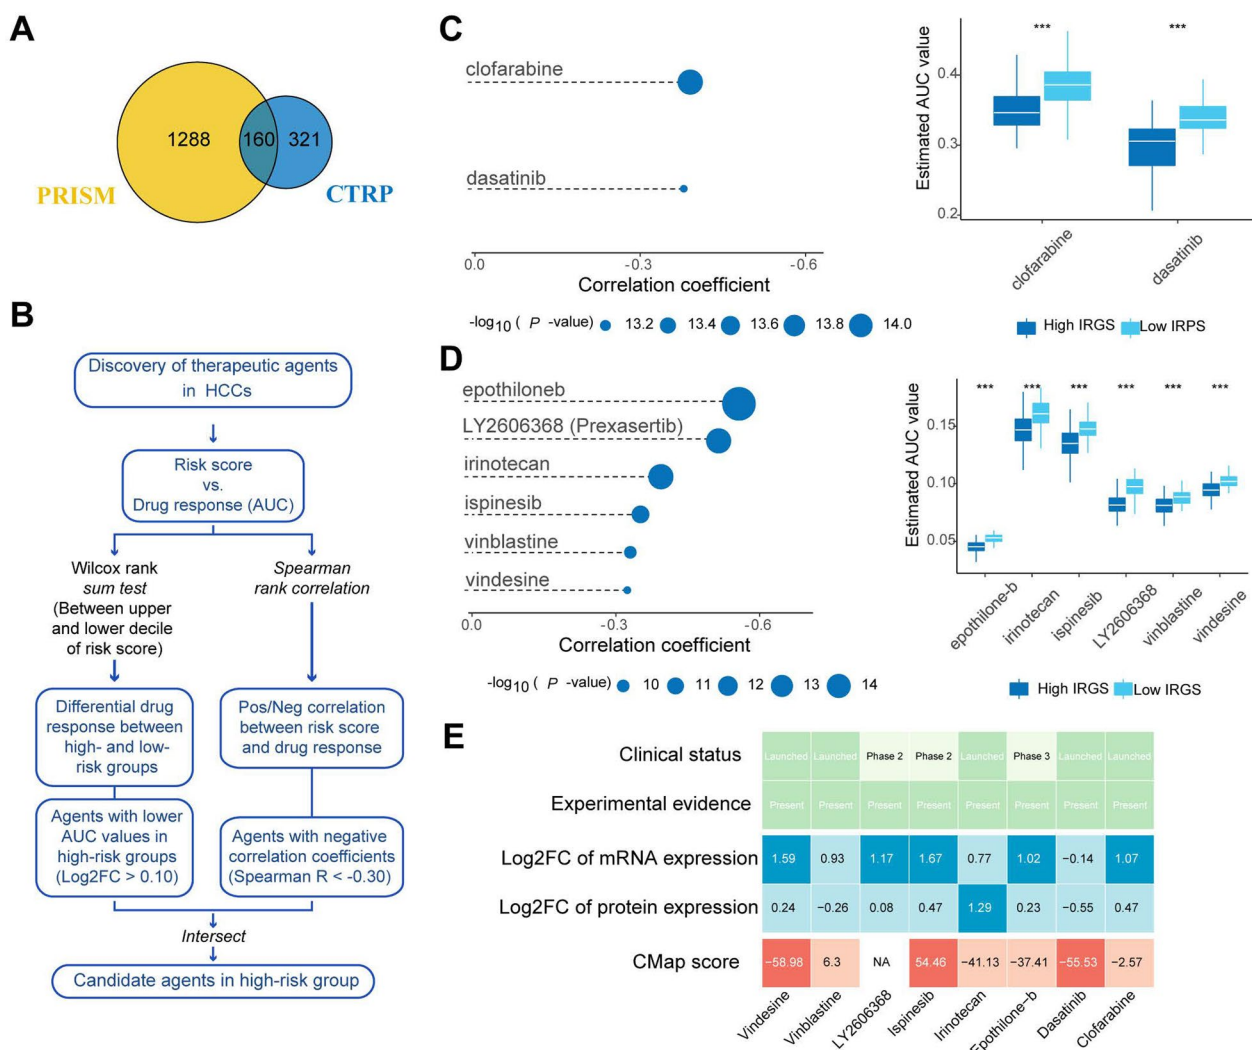 A
1288
160
321
PRISM
CTRP
B
Discovery of therapeutic agents
in HCCs
Risk score
vs.
Drug response (AUC)
Wilcox rank
sum test
(Between upper
and lower decile
of risk score)
Spearman
rank correlation
Differential drug
response between
high- and low-
risk groups
Pos/Neg correlation
between risk score
and drug response
Agents with lower
AUC values in
high-risk groups
(Log2FC > 0.10)
Agents with negative
correlation coefficients
(Spearman R < -0.30)
Intersect
Candidate agents in high-risk group
C
clofarabine
dasatinib
0.0 -0.3 -0.6
Correlation coefficient
-log10 ( P -value) 13.2 13.4 13.6 13.8 14.0
Estimated AUC value
0.4
0.3
0.2
*** ***
clofarabine
dasatinib
High IRGS Low IRPS
D
epothiloneb
LY2606368 (Prexasertib)
irinotecan
ispinesib
vinblastine
vindesine
0.0 -0.3 -0.6
Correlation coefficient
-log10 ( P -value) 10 11 12 13 14
Estimated AUC value
0.15
0.10
0.05
*** *** *** *** *** ***
epothilone-b
irinotecan
ispinesib
LY2606368
vinblastine
vindesine
High IRGS Low IRGS
E
Clinical status Launched Launched Phase 2 Phase 2 Launched Phase 3 Launched Launched
Experimental evidence Present Present Present Present Present Present Present Present
Log2FC of mRNA expression 1.59 0.93 1.17 1.67 0.77 1.02 −0.14 1.07
Log2FC of protein expression 0.24 −0.26 0.08 0.47 1.29 0.23 −0.55 0.47
CMap score −58.98 6.3 NA 54.46 −41.13 −37.41 −55.53 −2.57
Vindesine
Vinblastine
LY2606368
Ispinesib
Irinotecan
Epothilone−b
Dasatinib
Clofarabine